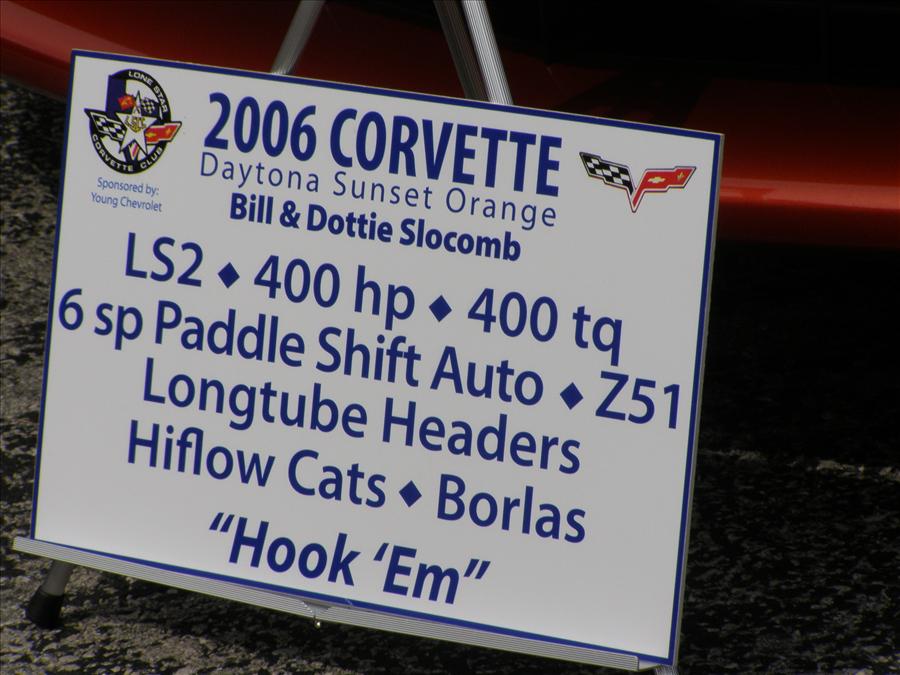 LONE STAR
LSCC
CORVETTE CLUB
Sponsored by:
Young Chevrolet
2006 CORVETTE
Daytona Sunset Orange
Bill & Dottie Slocomb
LS2 ◆ 400 hp ◆ 400 tq
6 sp Paddle Shift Auto ◆ Z51
Longtube Headers
Hiflow Cats ◆ Borlas
“Hook ‘Em”